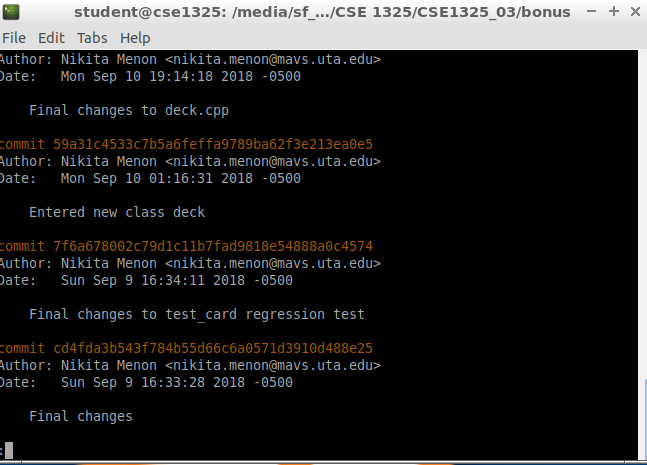 student@cse1325: /media/sf_.../CSE 1325/CSE1325_03/bonus
File Edit Tabs Help
Author: Nikita Menon <nikita.menon@mavs.uta.edu>
Date:   Mon Sep 10 19:14:18 2018 -0500
    Final changes to deck.cpp
commit 59a31c4533c7b5a6feffa9789ba62f3e213ea0e5
Author: Nikita Menon <nikita.menon@mavs.uta.edu>
Date:   Mon Sep 10 01:16:31 2018 -0500
    Entered new class deck
commit 7f6a678002c79d1c11b7fad9818e54888a0c4574
Author: Nikita Menon <nikita.menon@mavs.uta.edu>
Date:   Sun Sep 9 16:34:11 2018 -0500
    Final changes to test_card regression test
commit cd4fda3b543f784b55d66c6a0571d3910d488e25
Author: Nikita Menon <nikita.menon@mavs.uta.edu>
Date:   Sun Sep 9 16:33:28 2018 -0500
    Final changes
: